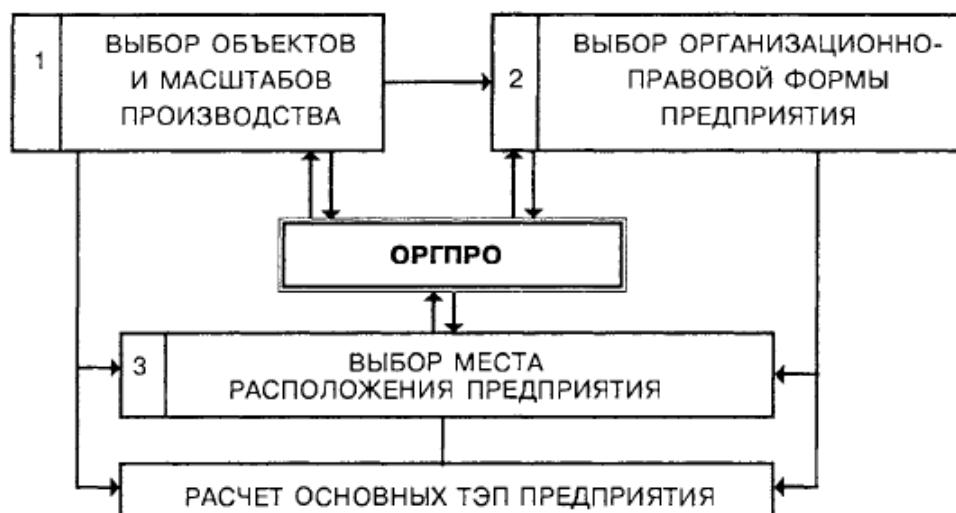 1
ВЫБОР ОБЪЕКТОВ
И МАСШТАБОВ
ПРОИЗВОДСТВА
2
ВЫБОР ОРГАНИЗАЦИОННО-
ПРАВОВОЙ ФОРМЫ
ПРЕДПРИЯТИЯ
ОРГПРО
3
ВЫБОР МЕСТА
РАСПОЛОЖЕНИЯ ПРЕДПРИЯТИЯ
РАСЧЕТ ОСНОВНЫХ ТЭП ПРЕДПРИЯТИЯ